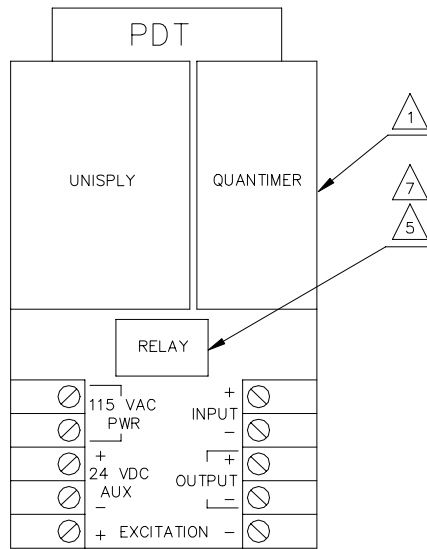 PDT
UNISPLY
QUANTIMER
1
7
5
RELAY
115 VAC
PWR
+
INPUT
-
+
24 VDC
AUX
-
+
OUTPUT
-
+ EXCITATION -